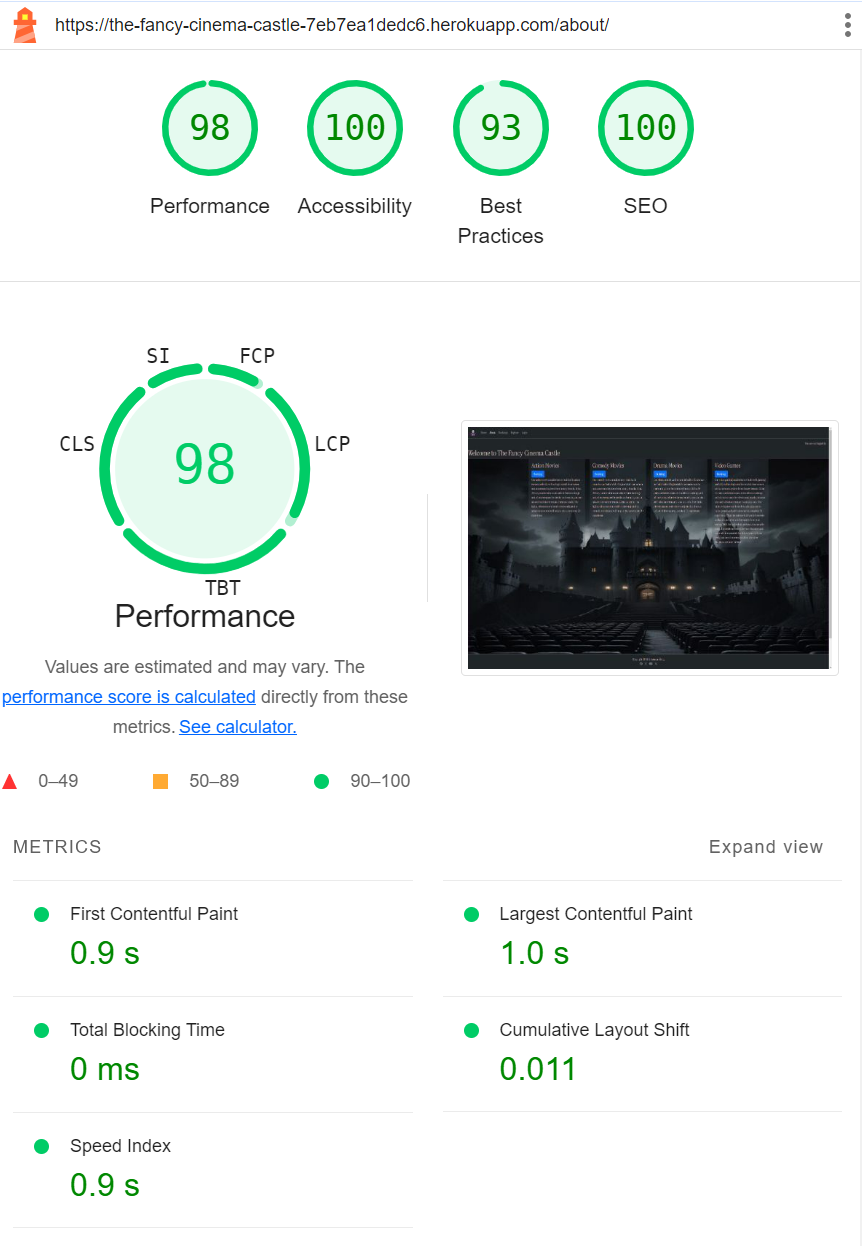 https://the-fancy-cinema-castle-7eb7ea1dedc6.herokuapp.com/about/
98
100
93
100
Performance
Accessibility
Best
Practices
SEO
SI
FCP
CLS
LCP
98
TBT
Performance
Values are estimated and may vary. The
performance score is calculated directly from these
metrics. See calculator.
0–49
50–89
90–100
Welcome to The Fancy Cinema Castle
Action Movies
Comedy Movies
Drama Movies
Video Games
METRICS
Expand view
First Contentful Paint
0.9 s
Largest Contentful Paint
1.0 s
Total Blocking Time
0 ms
Cumulative Layout Shift
0.011
Speed Index
0.9 s